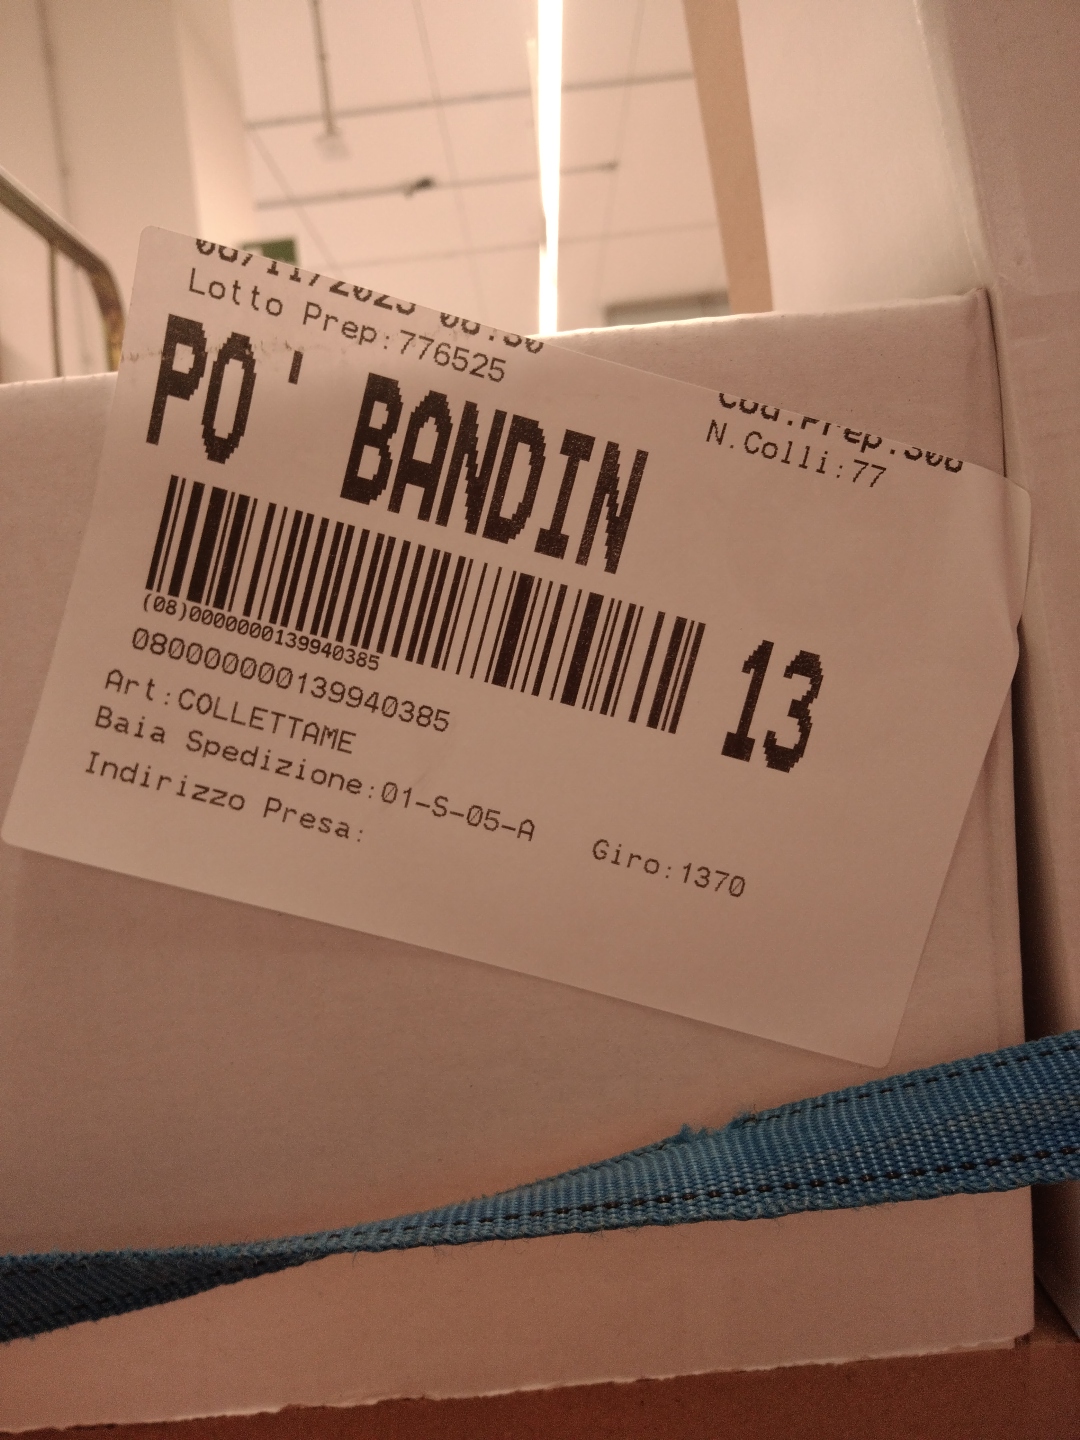 Lotto Prep:776525
N.Colli:77
PO' BANDIN
(08)0000000139940385
080000000139940385
13
Art:COLLETTAME
Baia Spedizione:01-S-05-A
Giro:1370
Indirizzo Presa: